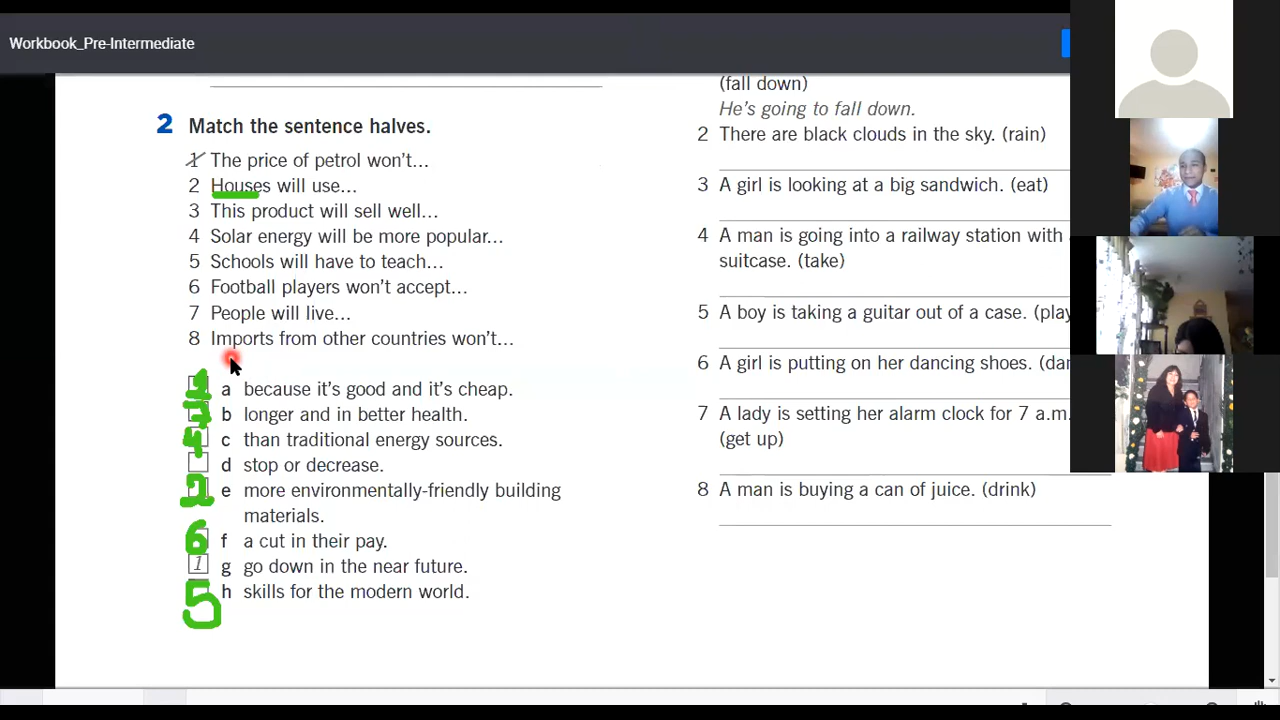 Workbook_Pre-Intermediate
2 Match the sentence halves.
1 The price of petrol won't...
2 Houses will use...
3 This product will sell well...
4 Solar energy will be more popular...
5 Schools will have to teach...
6 Football players won't accept...
7 People will live...
8 Imports from other countries won't...
a because it's good and it's cheap.
7 b longer and in better health.
4 c than traditional energy sources.
d stop or decrease.
2 e more environmentally-friendly building
materials.
6 f a cut in their pay.
1 g go down in the near future.
5 h skills for the modern world.
(fall down)
He's going to fall down.
2 There are black clouds in the sky. (rain)
3 A girl is looking at a big sandwich. (eat)
4 A man is going into a railway station with
suitcase. (take)
5 A boy is taking a guitar out of a case. (play
6 A girl is putting on her dancing shoes. (dan
7 A lady is setting her alarm clock for 7 a.m.
(get up)
8 A man is buying a can of juice. (drink)